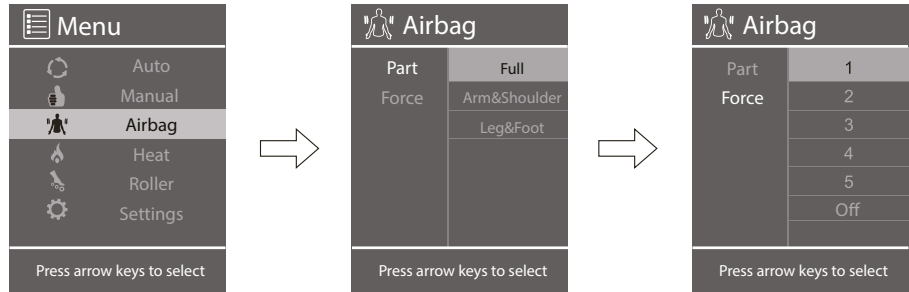 Menu
Auto
Manual
Airbag
Heat
Roller
Settings
Press arrow keys to select
Airbag
Part Full
Force Arm&Shoulder
Leg&Foot
Press arrow keys to select
Airbag
Part 1
Force 2
3
4
5
Off
Press arrow keys to select